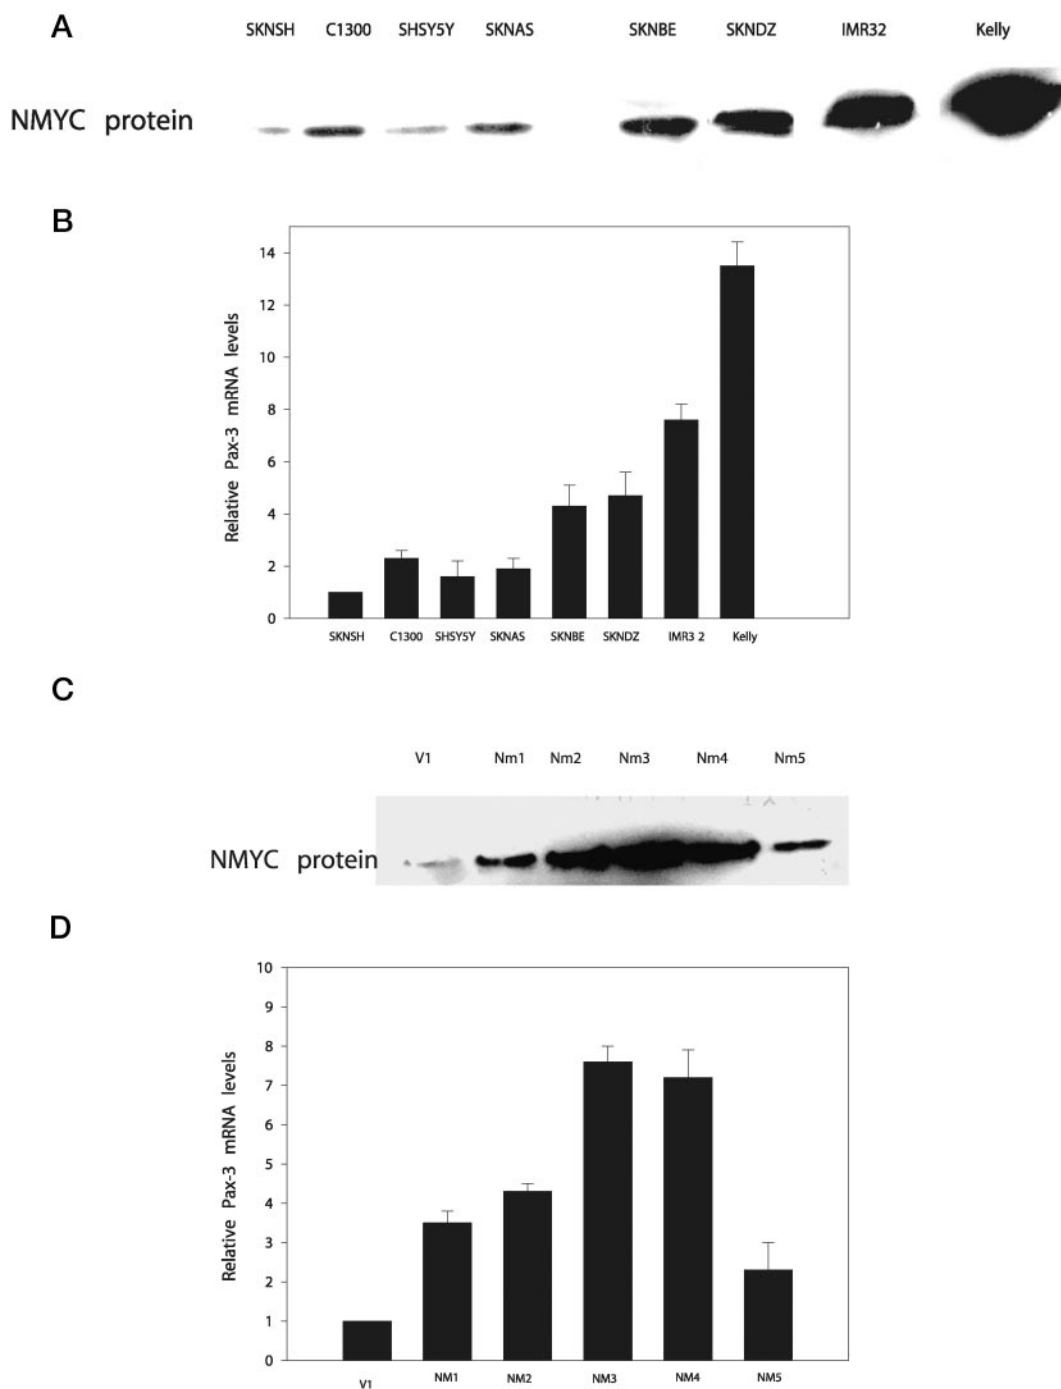 A
SKNSH C1300 SHSY5Y SKNAS SKNBE SKNDZ IMR32 Kelly
NMYC protein
B
Relative Pax-3 mRNA levels
14
12
10
8
6
4
2
0
SKNSH C1300 SHSY5Y SKNAS SKNBE SKNDZ IMR3 2 Kelly
C
V1 Nm1 Nm2 Nm3 Nm4 Nm5
NMYC protein
D
Relative Pax-3 mRNA levels
10
9
8
7
6
5
4
3
2
1
0
V1 NM1 NM2 NM3 NM4 NM5